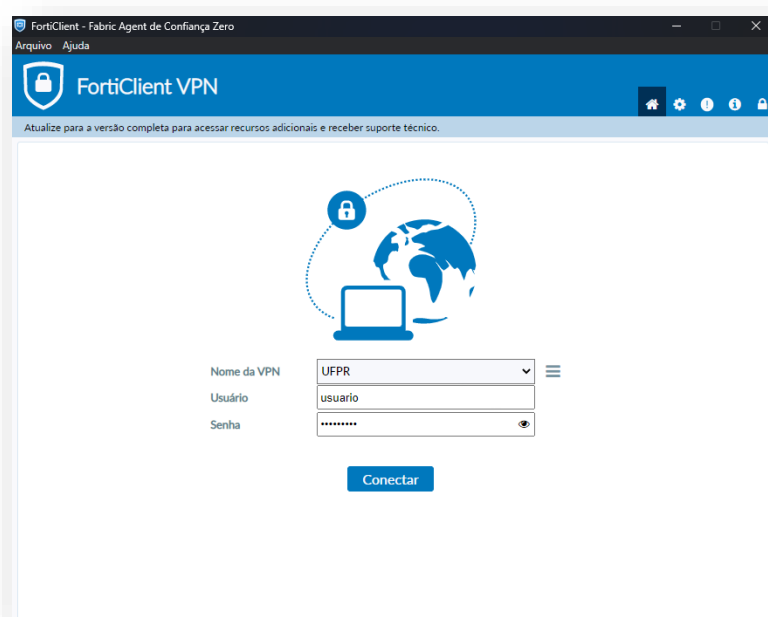 FortiClient - Fabric Agent de Confiança Zero
Arquivo Ajuda
FortiClient VPN
Atualize para a versão completa para acessar recursos adicionais e receber suporte técnico.
Nome da VPN UFPR
Usuário usuario
Senha •••••••••
Conectar